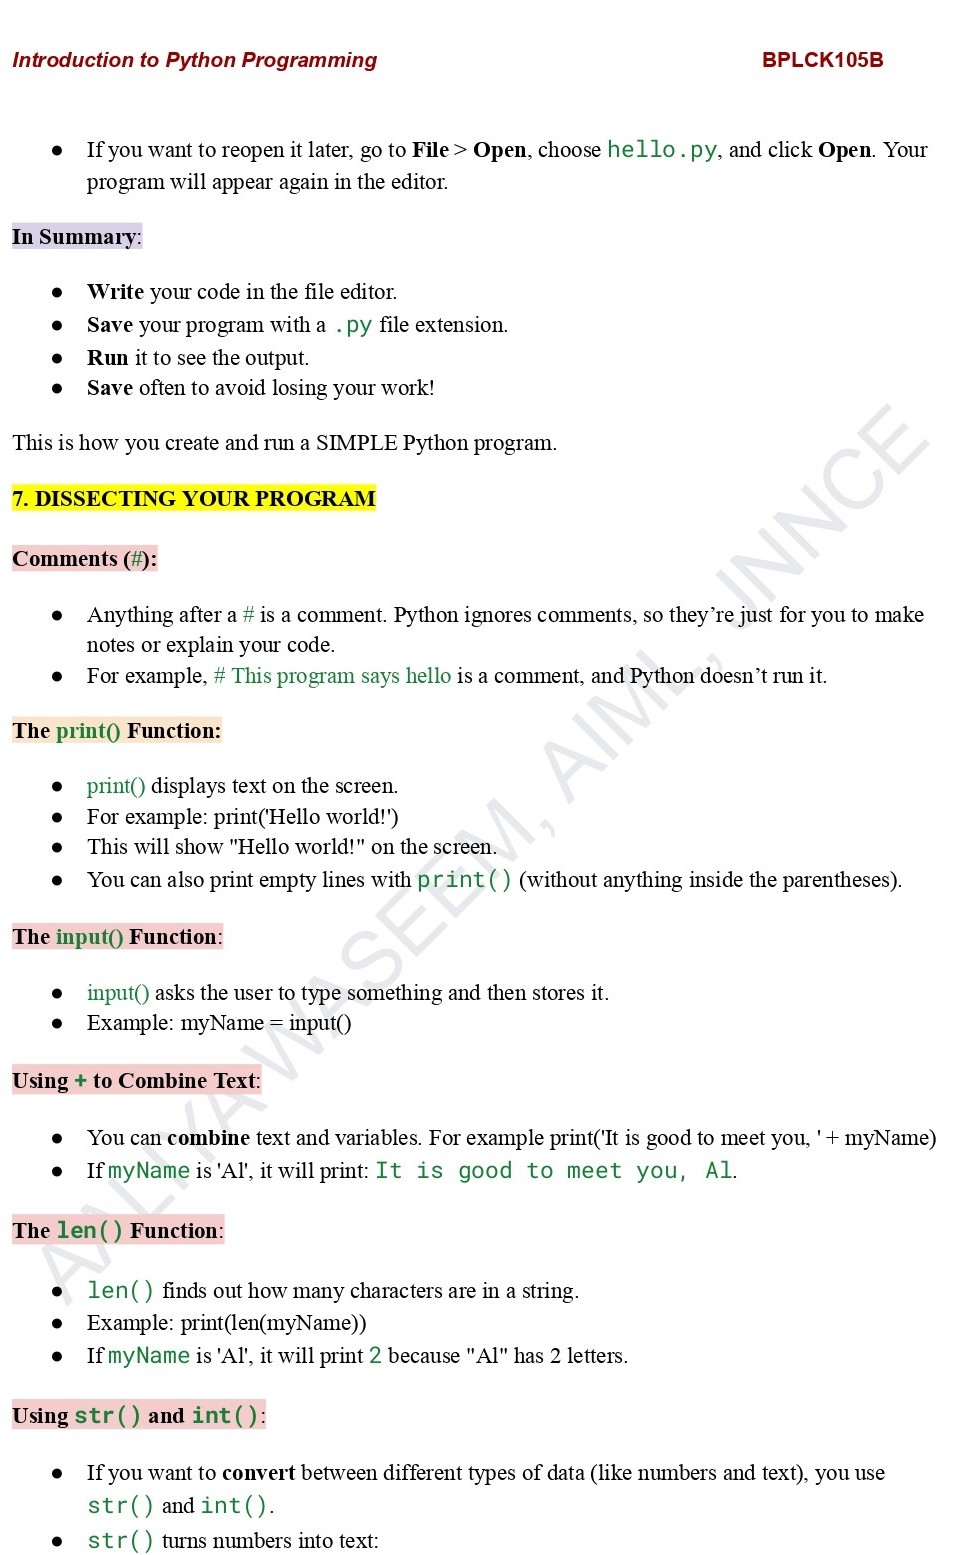 Introduction to Python Programming BPLCK105B
● If you want to reopen it later, go to File > Open, choose hello.py, and click Open. Your
program will appear again in the editor.
In Summary:
● Write your code in the file editor.
● Save your program with a .py file extension.
● Run it to see the output.
● Save often to avoid losing your work!
This is how you create and run a SIMPLE Python program.
7. DISSECTING YOUR PROGRAM
Comments (#):
● Anything after a # is a comment. Python ignores comments, so they’re just for you to make
notes or explain your code.
● For example, # This program says hello is a comment, and Python doesn’t run it.
The print() Function:
● print() displays text on the screen.
● For example: print('Hello world!')
● This will show "Hello world!" on the screen.
● You can also print empty lines with print() (without anything inside the parentheses).
The input() Function:
● input() asks the user to type something and then stores it.
● Example: myName = input()
Using + to Combine Text:
● You can combine text and variables. For example print('It is good to meet you, ' + myName)
● If myName is 'Al', it will print: It is good to meet you, Al.
The len() Function:
● len() finds out how many characters are in a string.
● Example: print(len(myName))
● If myName is 'Al', it will print 2 because "Al" has 2 letters.
Using str() and int():
● If you want to convert between different types of data (like numbers and text), you use
str() and int().
● str() turns numbers into text:
AALIYA WASEEM, AIML, JNNCE